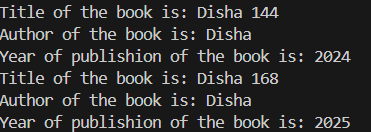 Title of the book is: Disha 144
Author of the book is: Disha
Year of publishion of the book is: 2024
Title of the book is: Disha 168
Author of the book is: Disha
Year of publishion of the book is: 2025